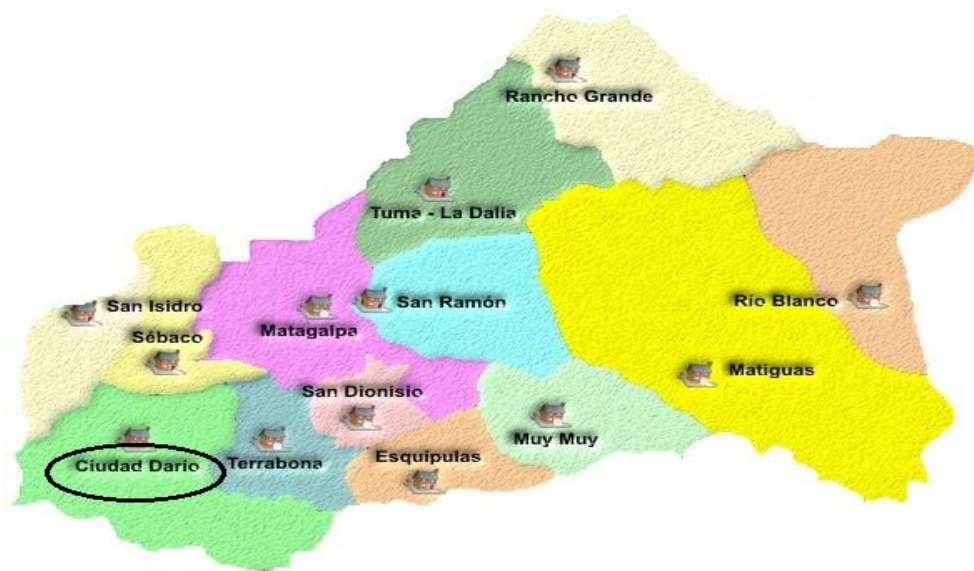 Rancho Grande
Tuma - La Dalia
San Isidro
San Ramón
Río Blanco
Matagalpa
Sébaco
Matiguas
San Dionisio
Muy Muy
Esquipulas
Ciudad Dario
Terrabona